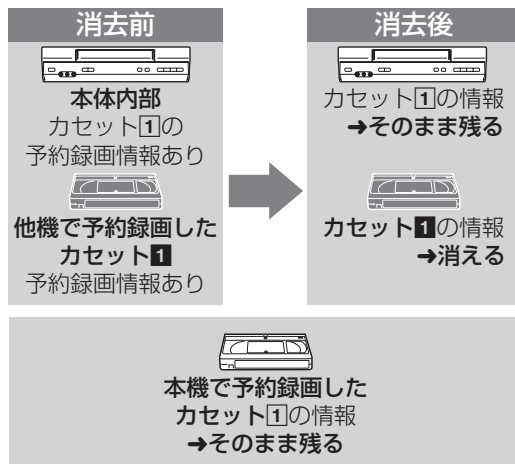 消去前
本体内部
カセット1の
予約録画情報あり
他機で予約録画した
カセット1
予約録画情報あり
消去後
カセット1の情報
➜そのまま残る
カセット1の情報
➜消える
本機で予約録画した
カセット1の情報
➜そのまま残る